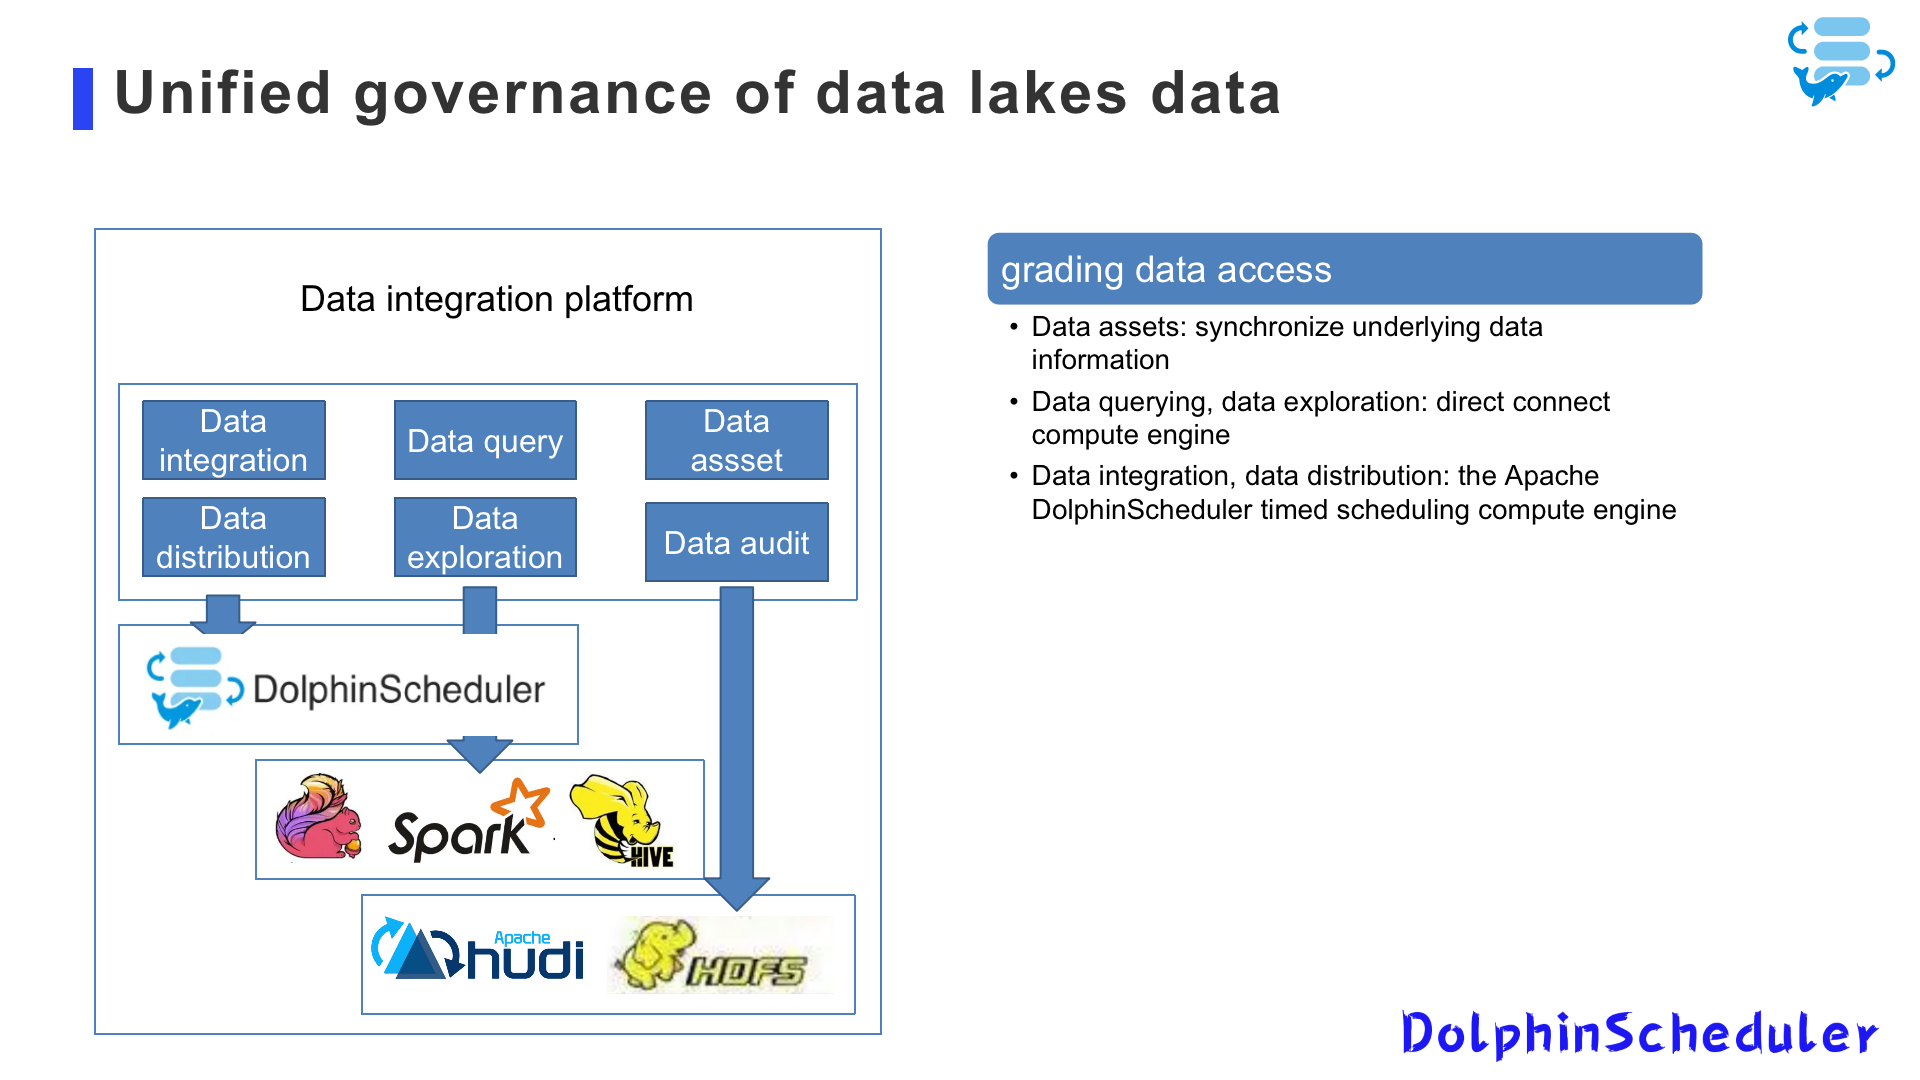 Unified governance of data lakes data
Data integration platform
Data
integration
Data query
Data
assset
Data
distribution
Data
exploration
Data audit
DolphinScheduler
Spark
HIVE
Apache
hudi
HDFS
grading data access
• Data assets: synchronize underlying data
information
• Data querying, data exploration: direct connect
compute engine
• Data integration, data distribution: the Apache
DolphinScheduler timed scheduling compute engine
DolphinScheduler